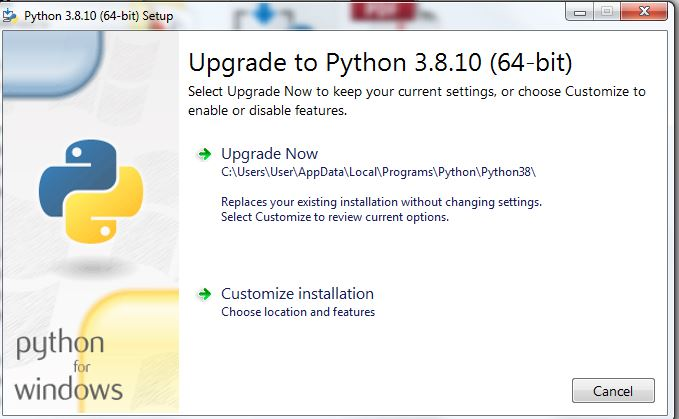 Python 3.8.10 (64-bit) Setup
Upgrade to Python 3.8.10 (64-bit)
Select Upgrade Now to keep your current settings, or choose Customize to
enable or disable features.
Upgrade Now
C:\Users\User\AppData\Local\Programs\Python\Python38\
Replaces your existing installation without changing settings.
Select Customize to review current options.
Customize installation
Choose location and features
python
for
windows
Cancel